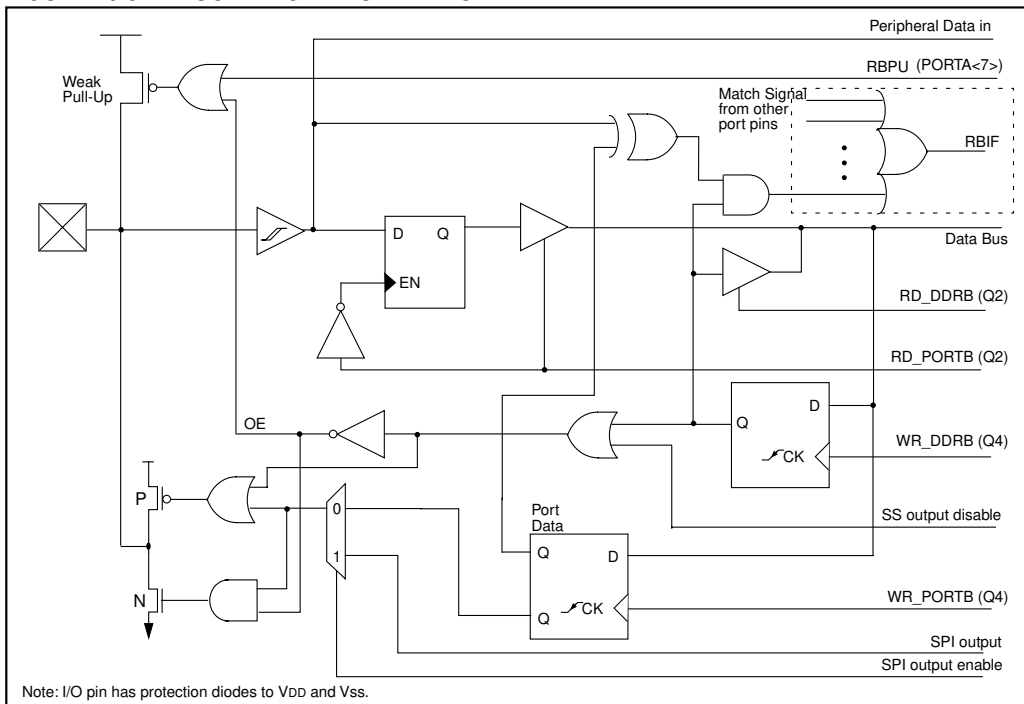 Peripheral Data in
RBPU (PORTA<7>)
Weak
Pull-Up
Match Signal
from other
port pins
RBIF
D Q
EN
Data Bus
RD_DDRB (Q2)
RD_PORTB (Q2)
OE
D
Q
CK
WR_DDRB (Q4)
P
0
1
Port
Data
SS output disable
Q
D
N
Q
CK
WR_PORTB (Q4)
SPI output
SPI output enable
Note: I/O pin has protection diodes to VDD and Vss.